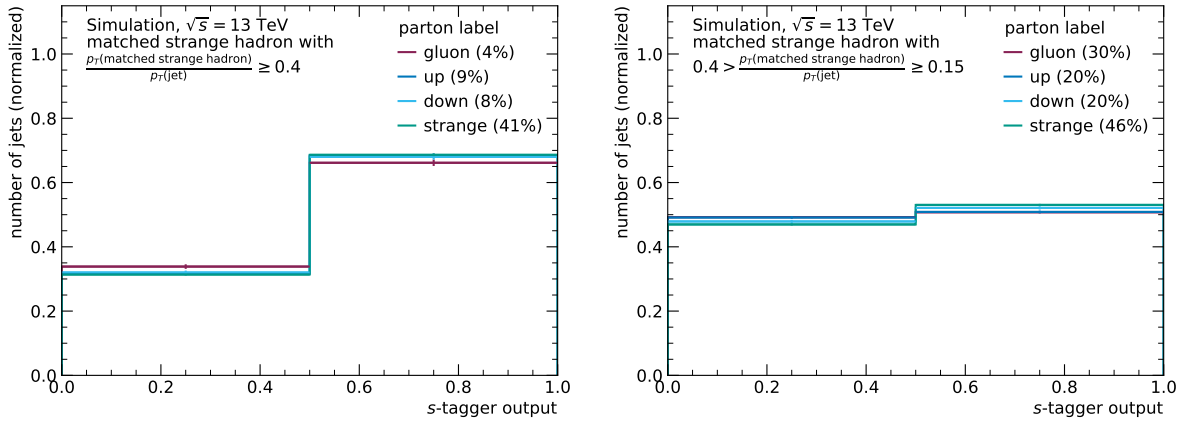 Simulation, √s = 13 TeV
matched strange hadron with
p_T(matched strange hadron)/p_T(jet) ≥ 0.4
parton label
gluon (4%)
up (9%)
down (8%)
strange (41%)
number of jets (normalized)
1.0
0.8
0.6
0.4
0.2
0.0
0.0 0.2 0.4 0.6 0.8 1.0
s-tagger output
Simulation, √s = 13 TeV
matched strange hadron with
0.4 > p_T(matched strange hadron)/p_T(jet) ≥ 0.15
parton label
gluon (30%)
up (20%)
down (20%)
strange (46%)
number of jets (normalized)
1.0
0.8
0.6
0.4
0.2
0.0
0.0 0.2 0.4 0.6 0.8 1.0
s-tagger output